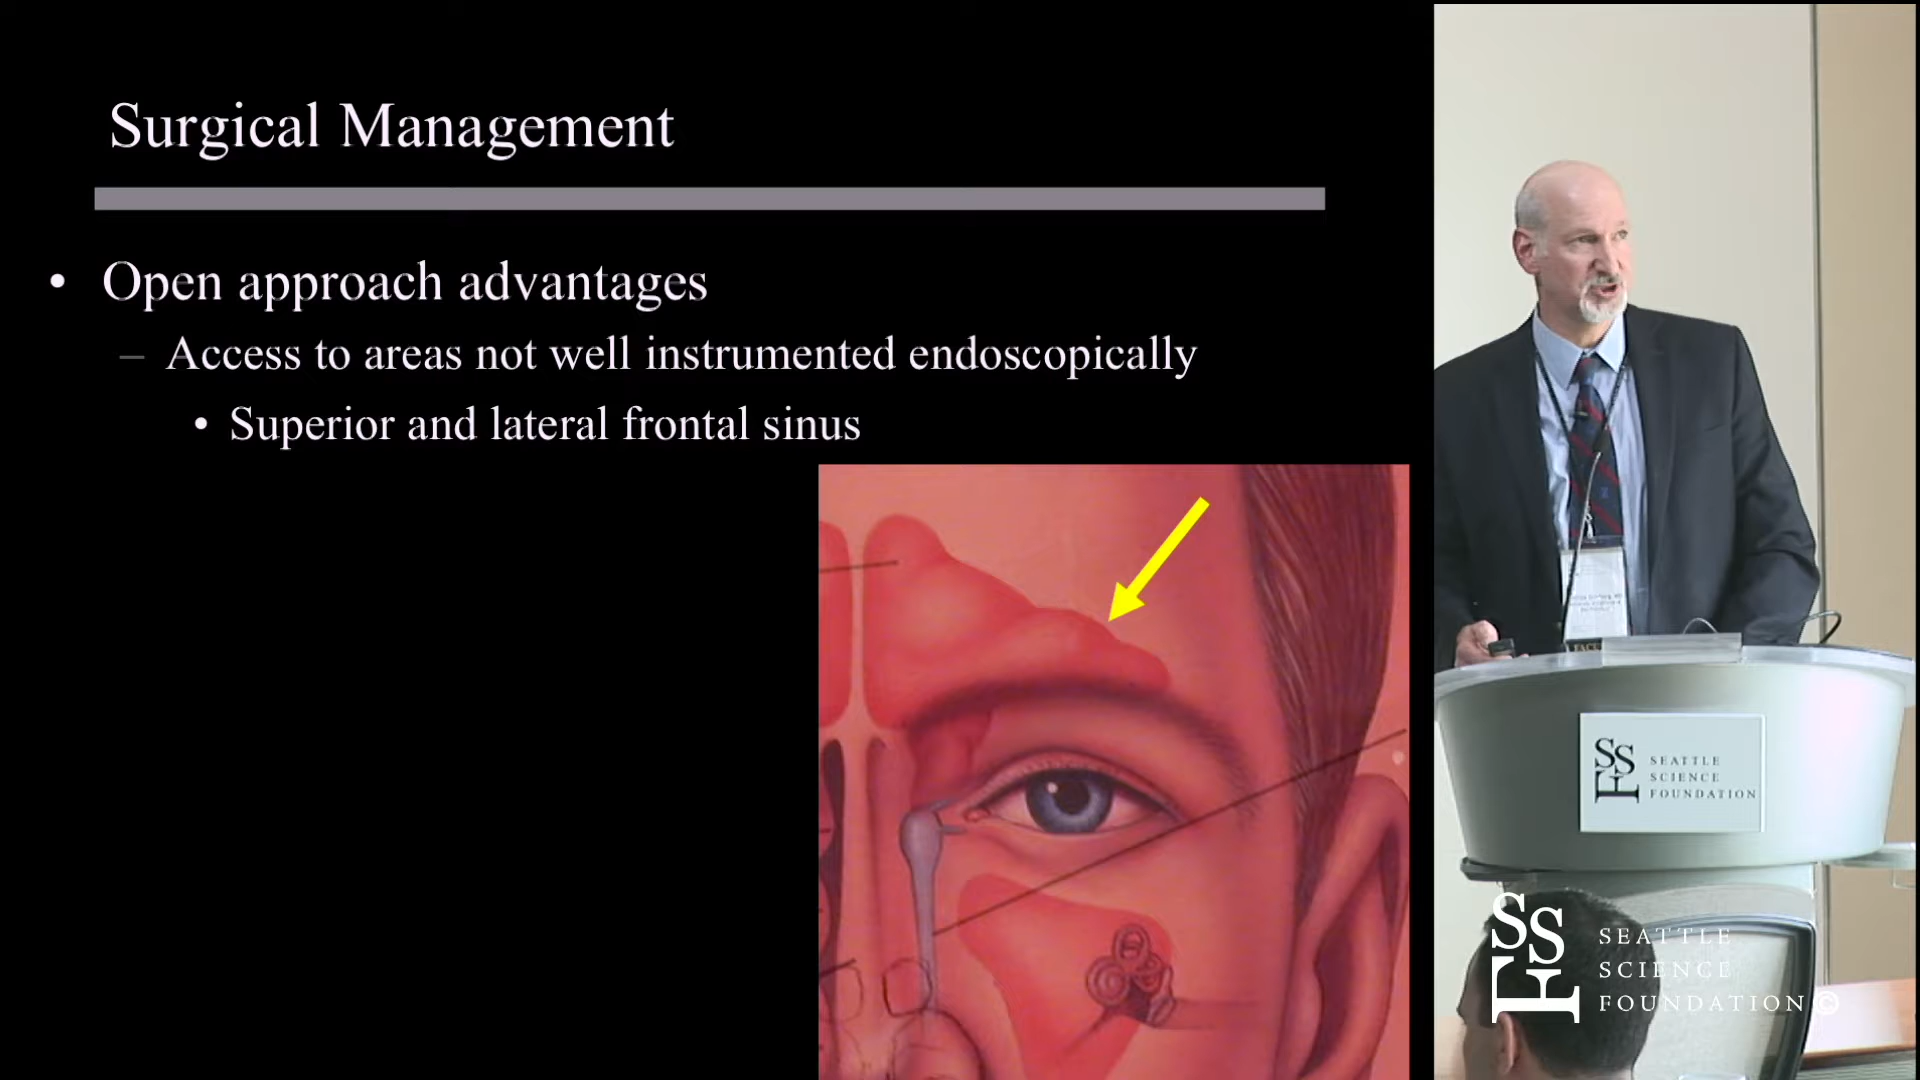 Surgical Management
• Open approach advantages
– Access to areas not well instrumented endoscopically
• Superior and lateral frontal sinus
SEATTLE
SCIENCE
FOUNDATION
SEATTLE
SCIENCE
FOUNDATION©